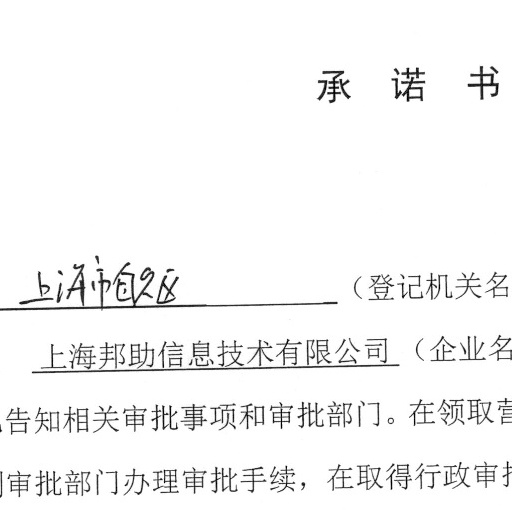 承 诺 书
上海市自贸区 （登记机关名
上海邦助信息技术有限公司（企业名
告知相关审批事项和审批部门。在领取营
审批部门办理审批手续，在取得行政审批